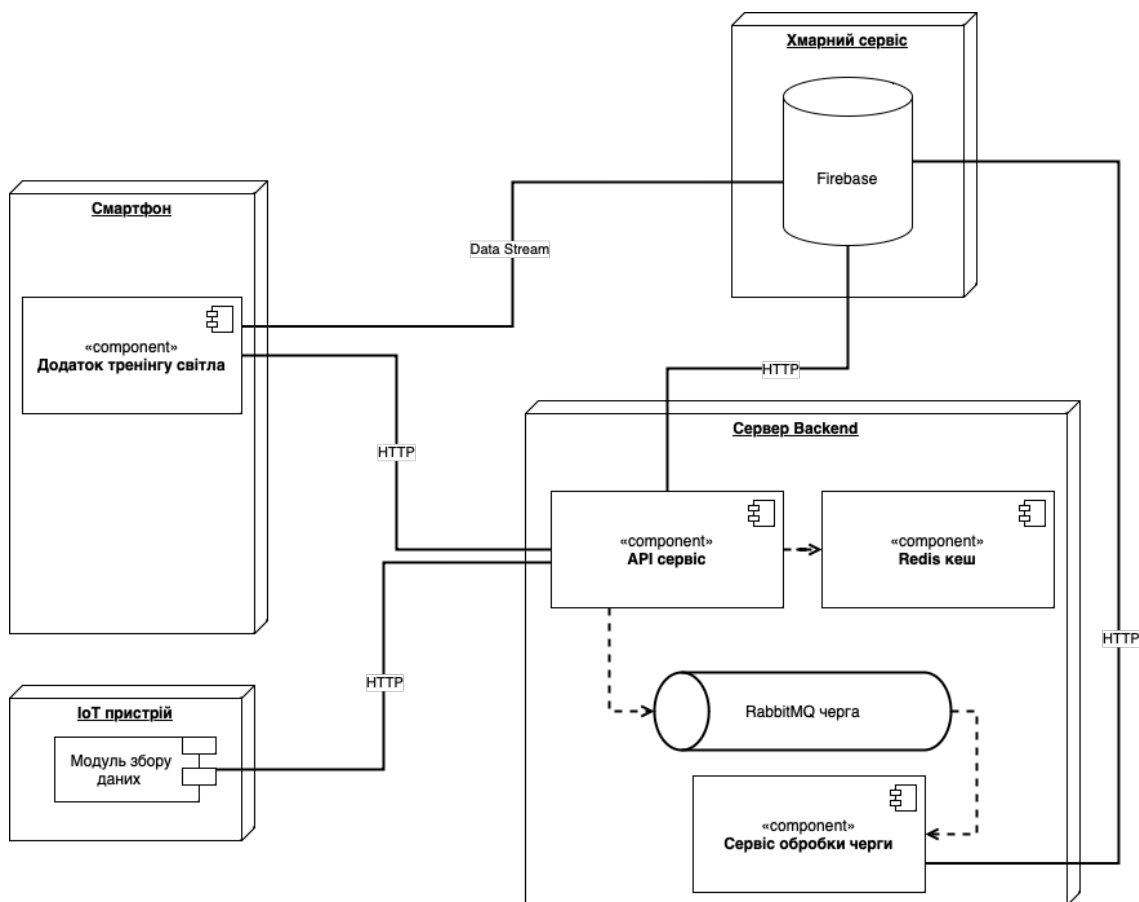 Хмарний сервіс
Firebase
Смартфон
Data Stream
«component»
Додаток тренінгу світла
HTTP
HTTP
Сервер Backend
«component»
API сервіс
«component»
Redis кеш
HTTP
HTTP
IoT пристрій
Модуль збору
даних
RabbitMQ черга
«component»
Сервіс обробки черги